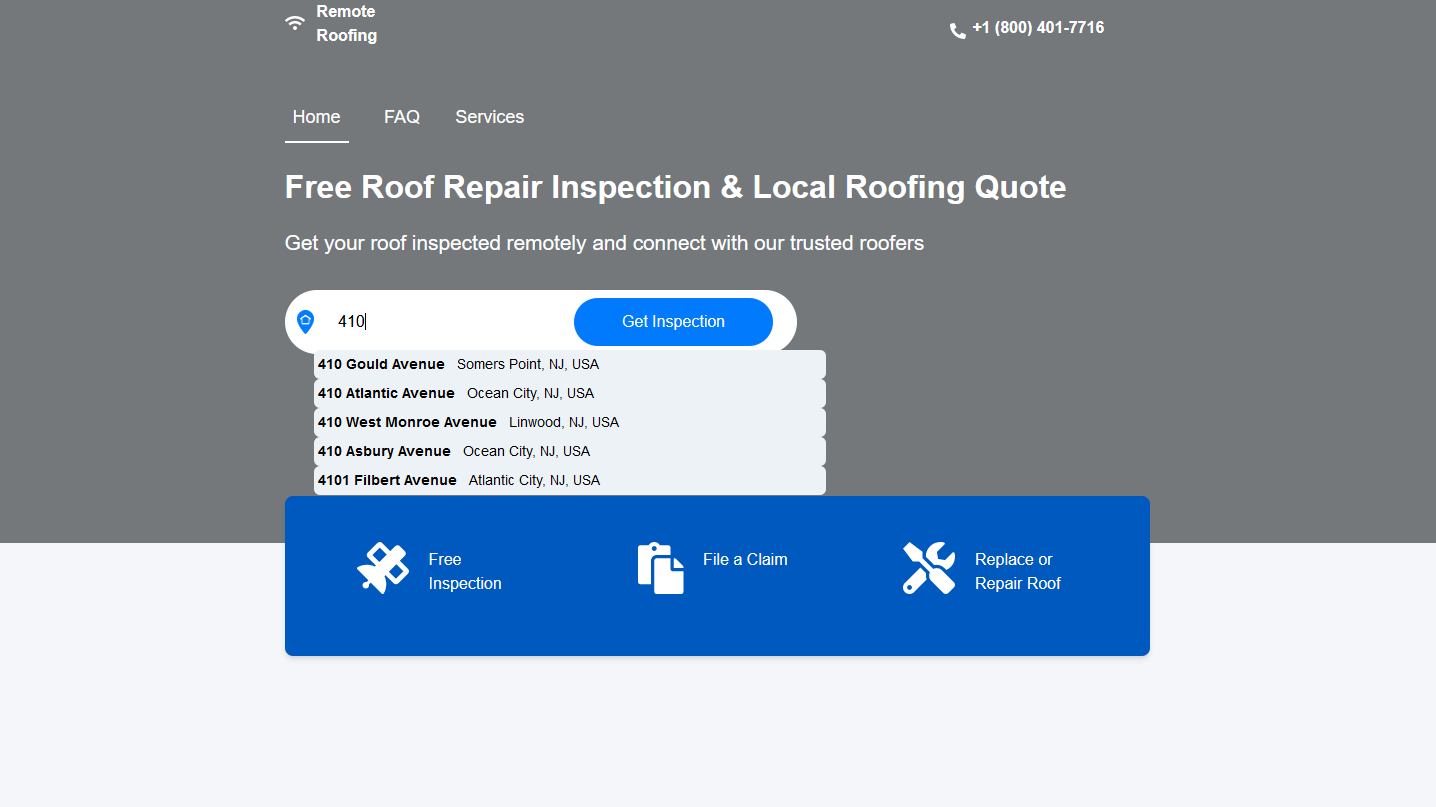 Remote
Roofing
+1 (800) 401-7716
Home FAQ Services
Free Roof Repair Inspection & Local Roofing Quote
Get your roof inspected remotely and connect with our trusted roofers
410 Get Inspection
410 Gould Avenue Somers Point, NJ, USA
410 Atlantic Avenue Ocean City, NJ, USA
410 West Monroe Avenue Linwood, NJ, USA
410 Asbury Avenue Ocean City, NJ, USA
4101 Filbert Avenue Atlantic City, NJ, USA
Free
Inspection
File a Claim
Replace or
Repair Roof